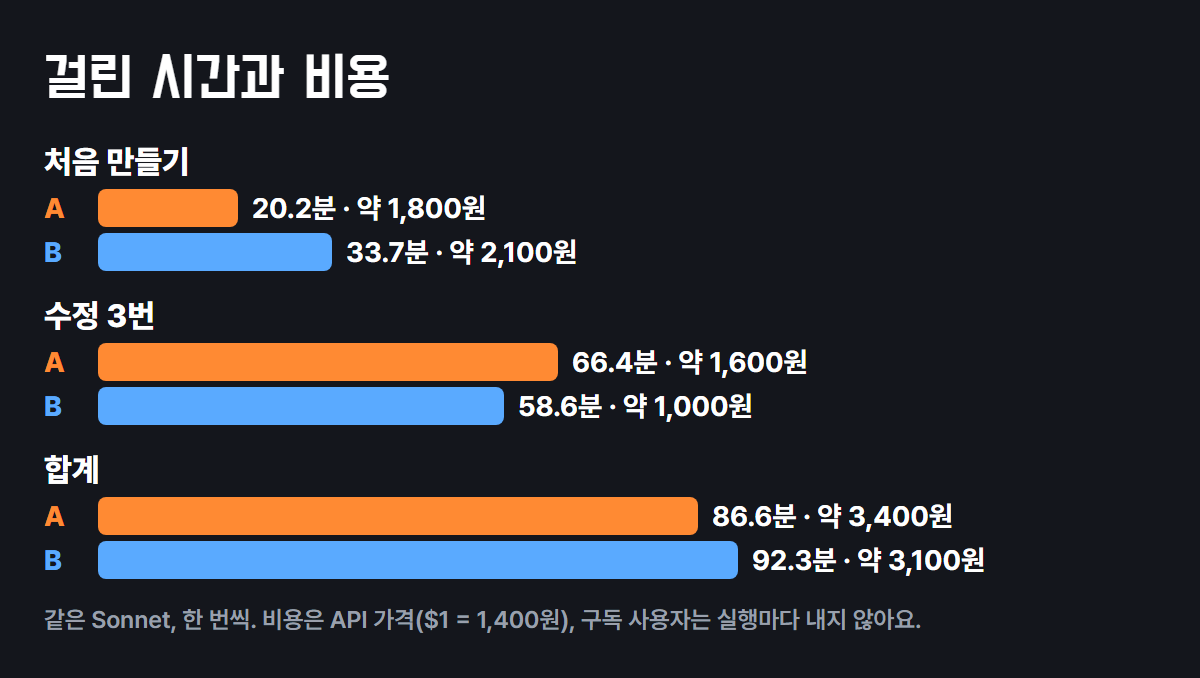 걸린 시간과 비용
처음 만들기
A 20.2분 · 약 1,800원
B 33.7분 · 약 2,100원
수정 3번
A 66.4분 · 약 1,600원
B 58.6분 · 약 1,000원
합계
A 86.6분 · 약 3,400원
B 92.3분 · 약 3,100원
같은 Sonnet, 한 번씩. 비용은 API 가격($1 = 1,400원), 구독 사용자는 실행마다 내지 않아요.